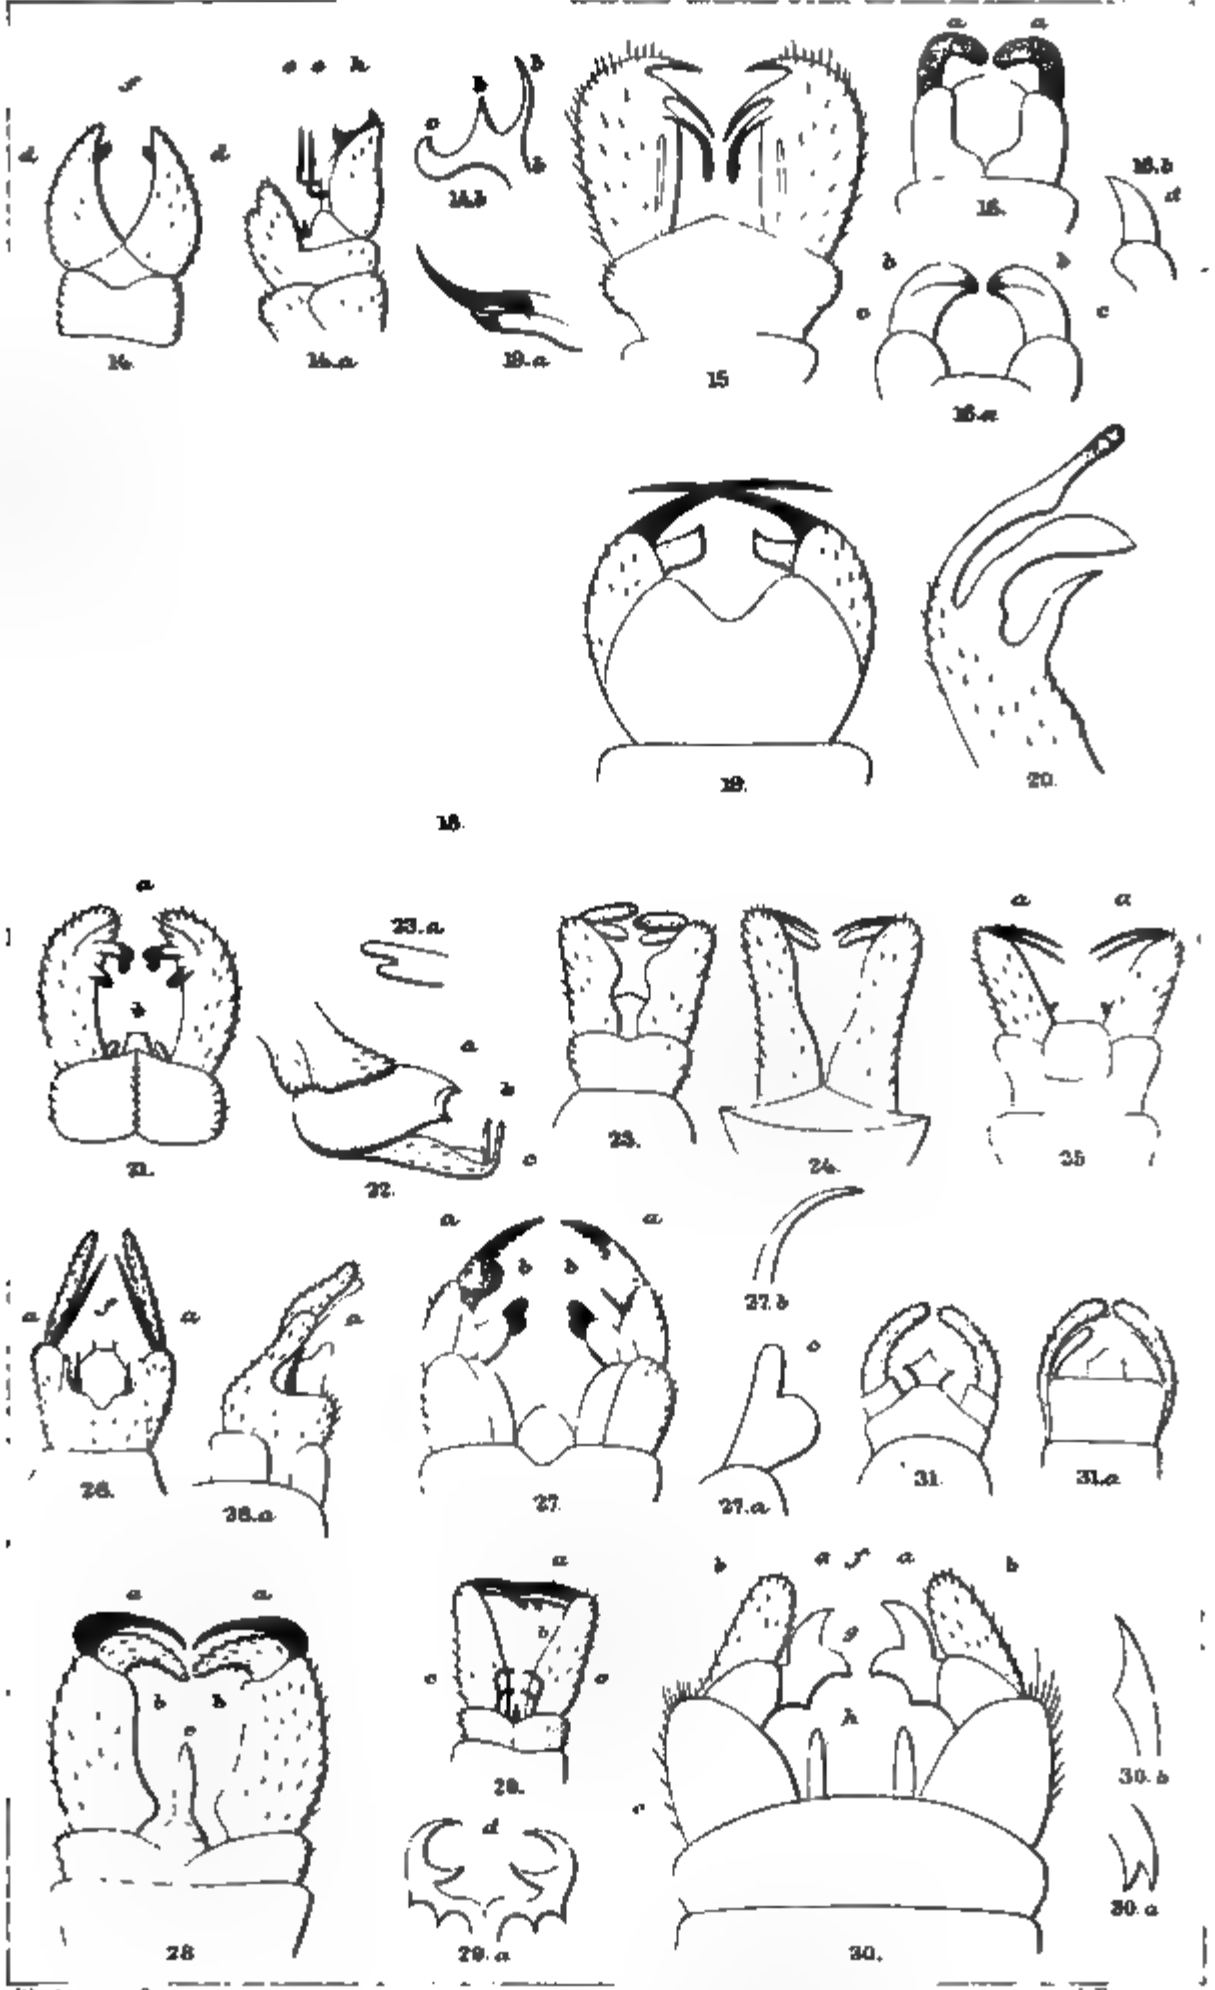 a a
f h
b b
d d c
b
14.b
16.b
16. a
b b
c c
14. 14.a 19.a
15
16.a
19. 20.
18.
a
23.a
a a
b
a
b
c
21. 22. 23. 24. 25
a a
a f a
a
b b
27.b
c
26. 26.a 27 27.a 31. 31.a
a
a a
b a f a b
b b
b
c c
e
g
h
29. 30.b
c
d
28 29.a 30. 30.a